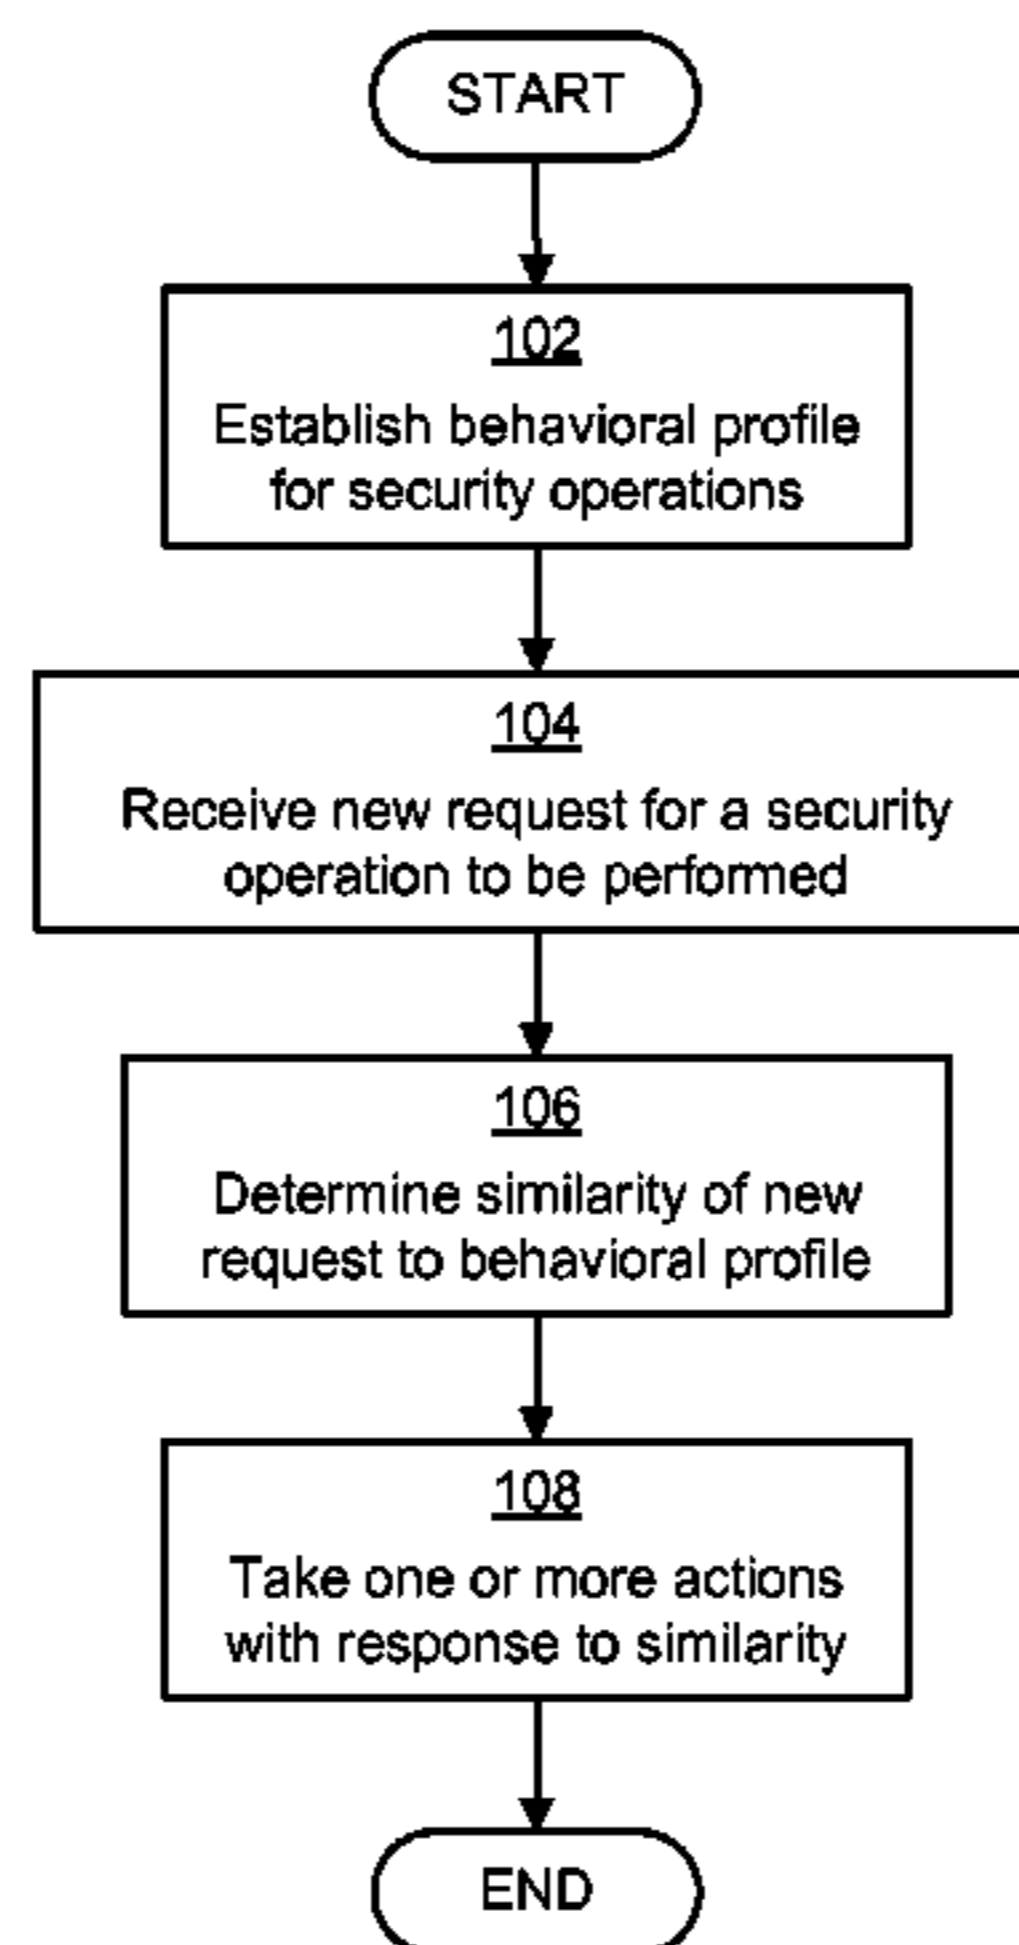 START
102
Establish behavioral profile
for security operations
104
Receive new request for a security
operation to be performed
106
Determine similarity of new
request to behavioral profile
108
Take one or more actions
with response to similarity
END